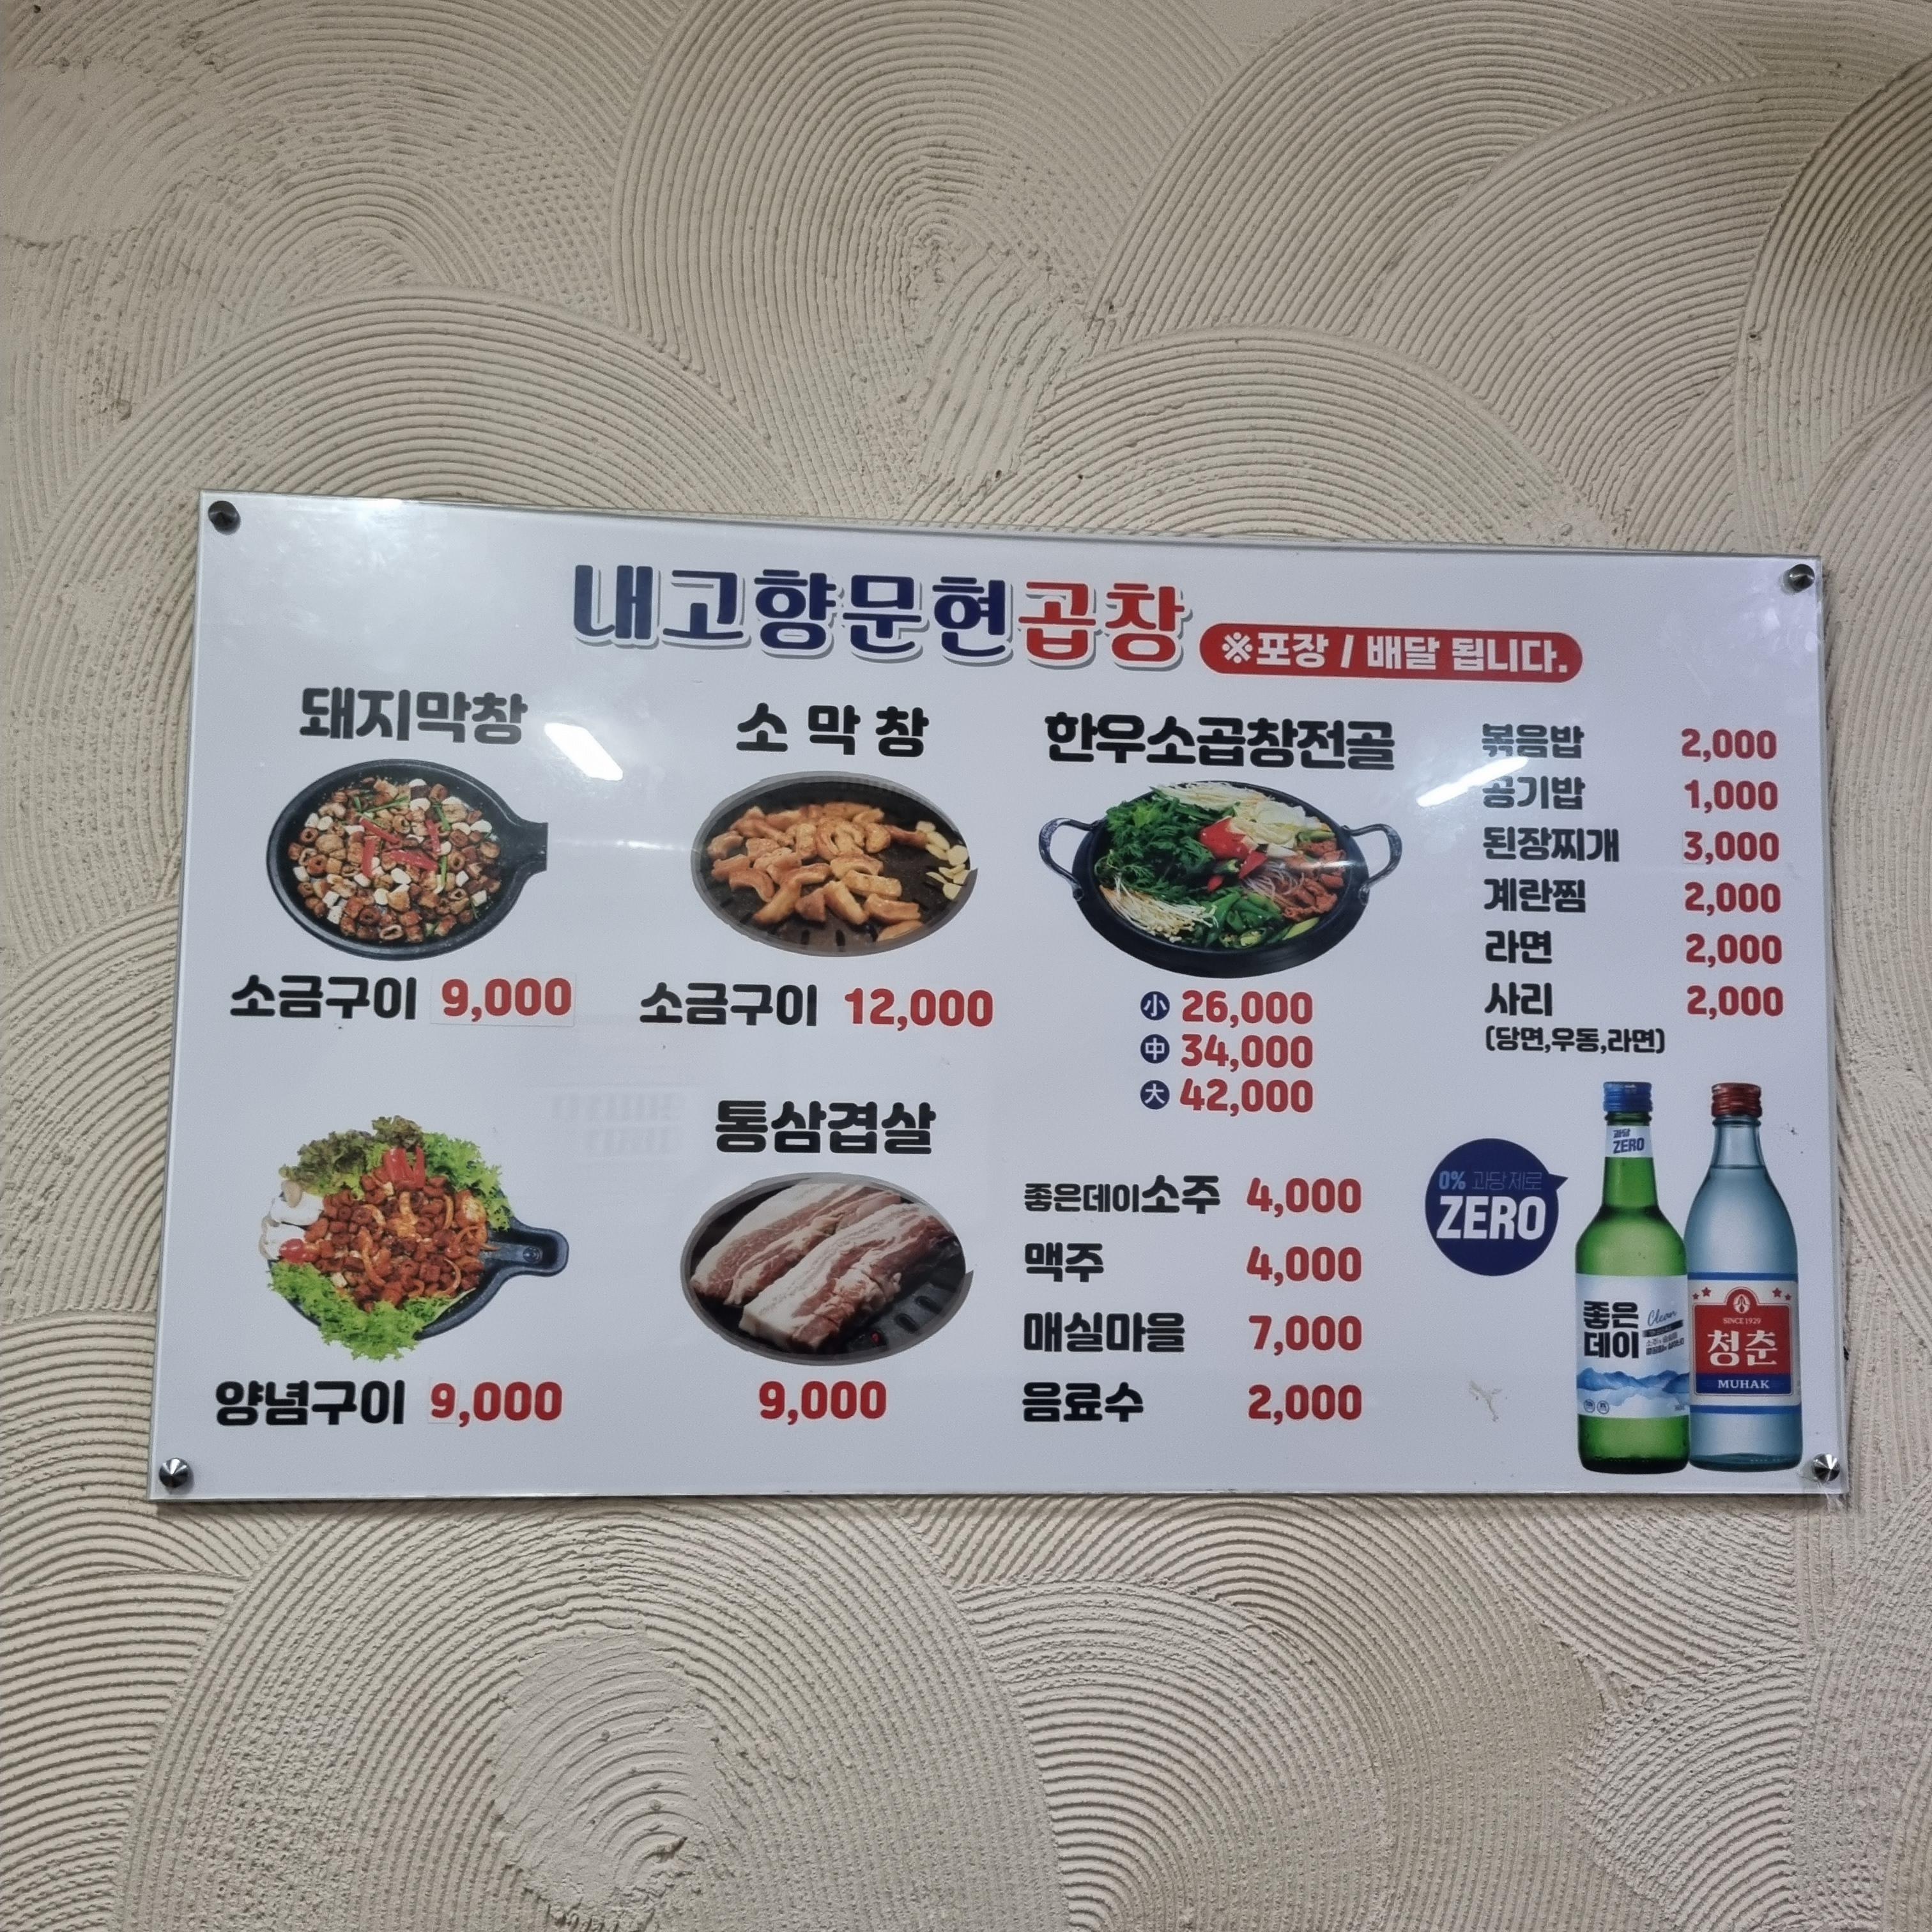 내고향문현곱창
※포장 / 배달 됩니다.
돼지막창
소금구이 9,000
양념구이 9,000
소 막 창
소금구이 12,000
통삼겹살
9,000
한우소곱창전골
小 26,000
中 34,000
大 42,000
좋은데이소주 4,000
맥주 4,000
매실마을 7,000
음료수 2,000
볶음밥 2,000
공기밥 1,000
된장찌개 3,000
계란찜 2,000
라면 2,000
사리 2,000
(당면,우동,라면)
0% 과당제로
ZERO
과당
ZERO
좋은
데이
Clean
SINCE 1929
청춘
MUHAK